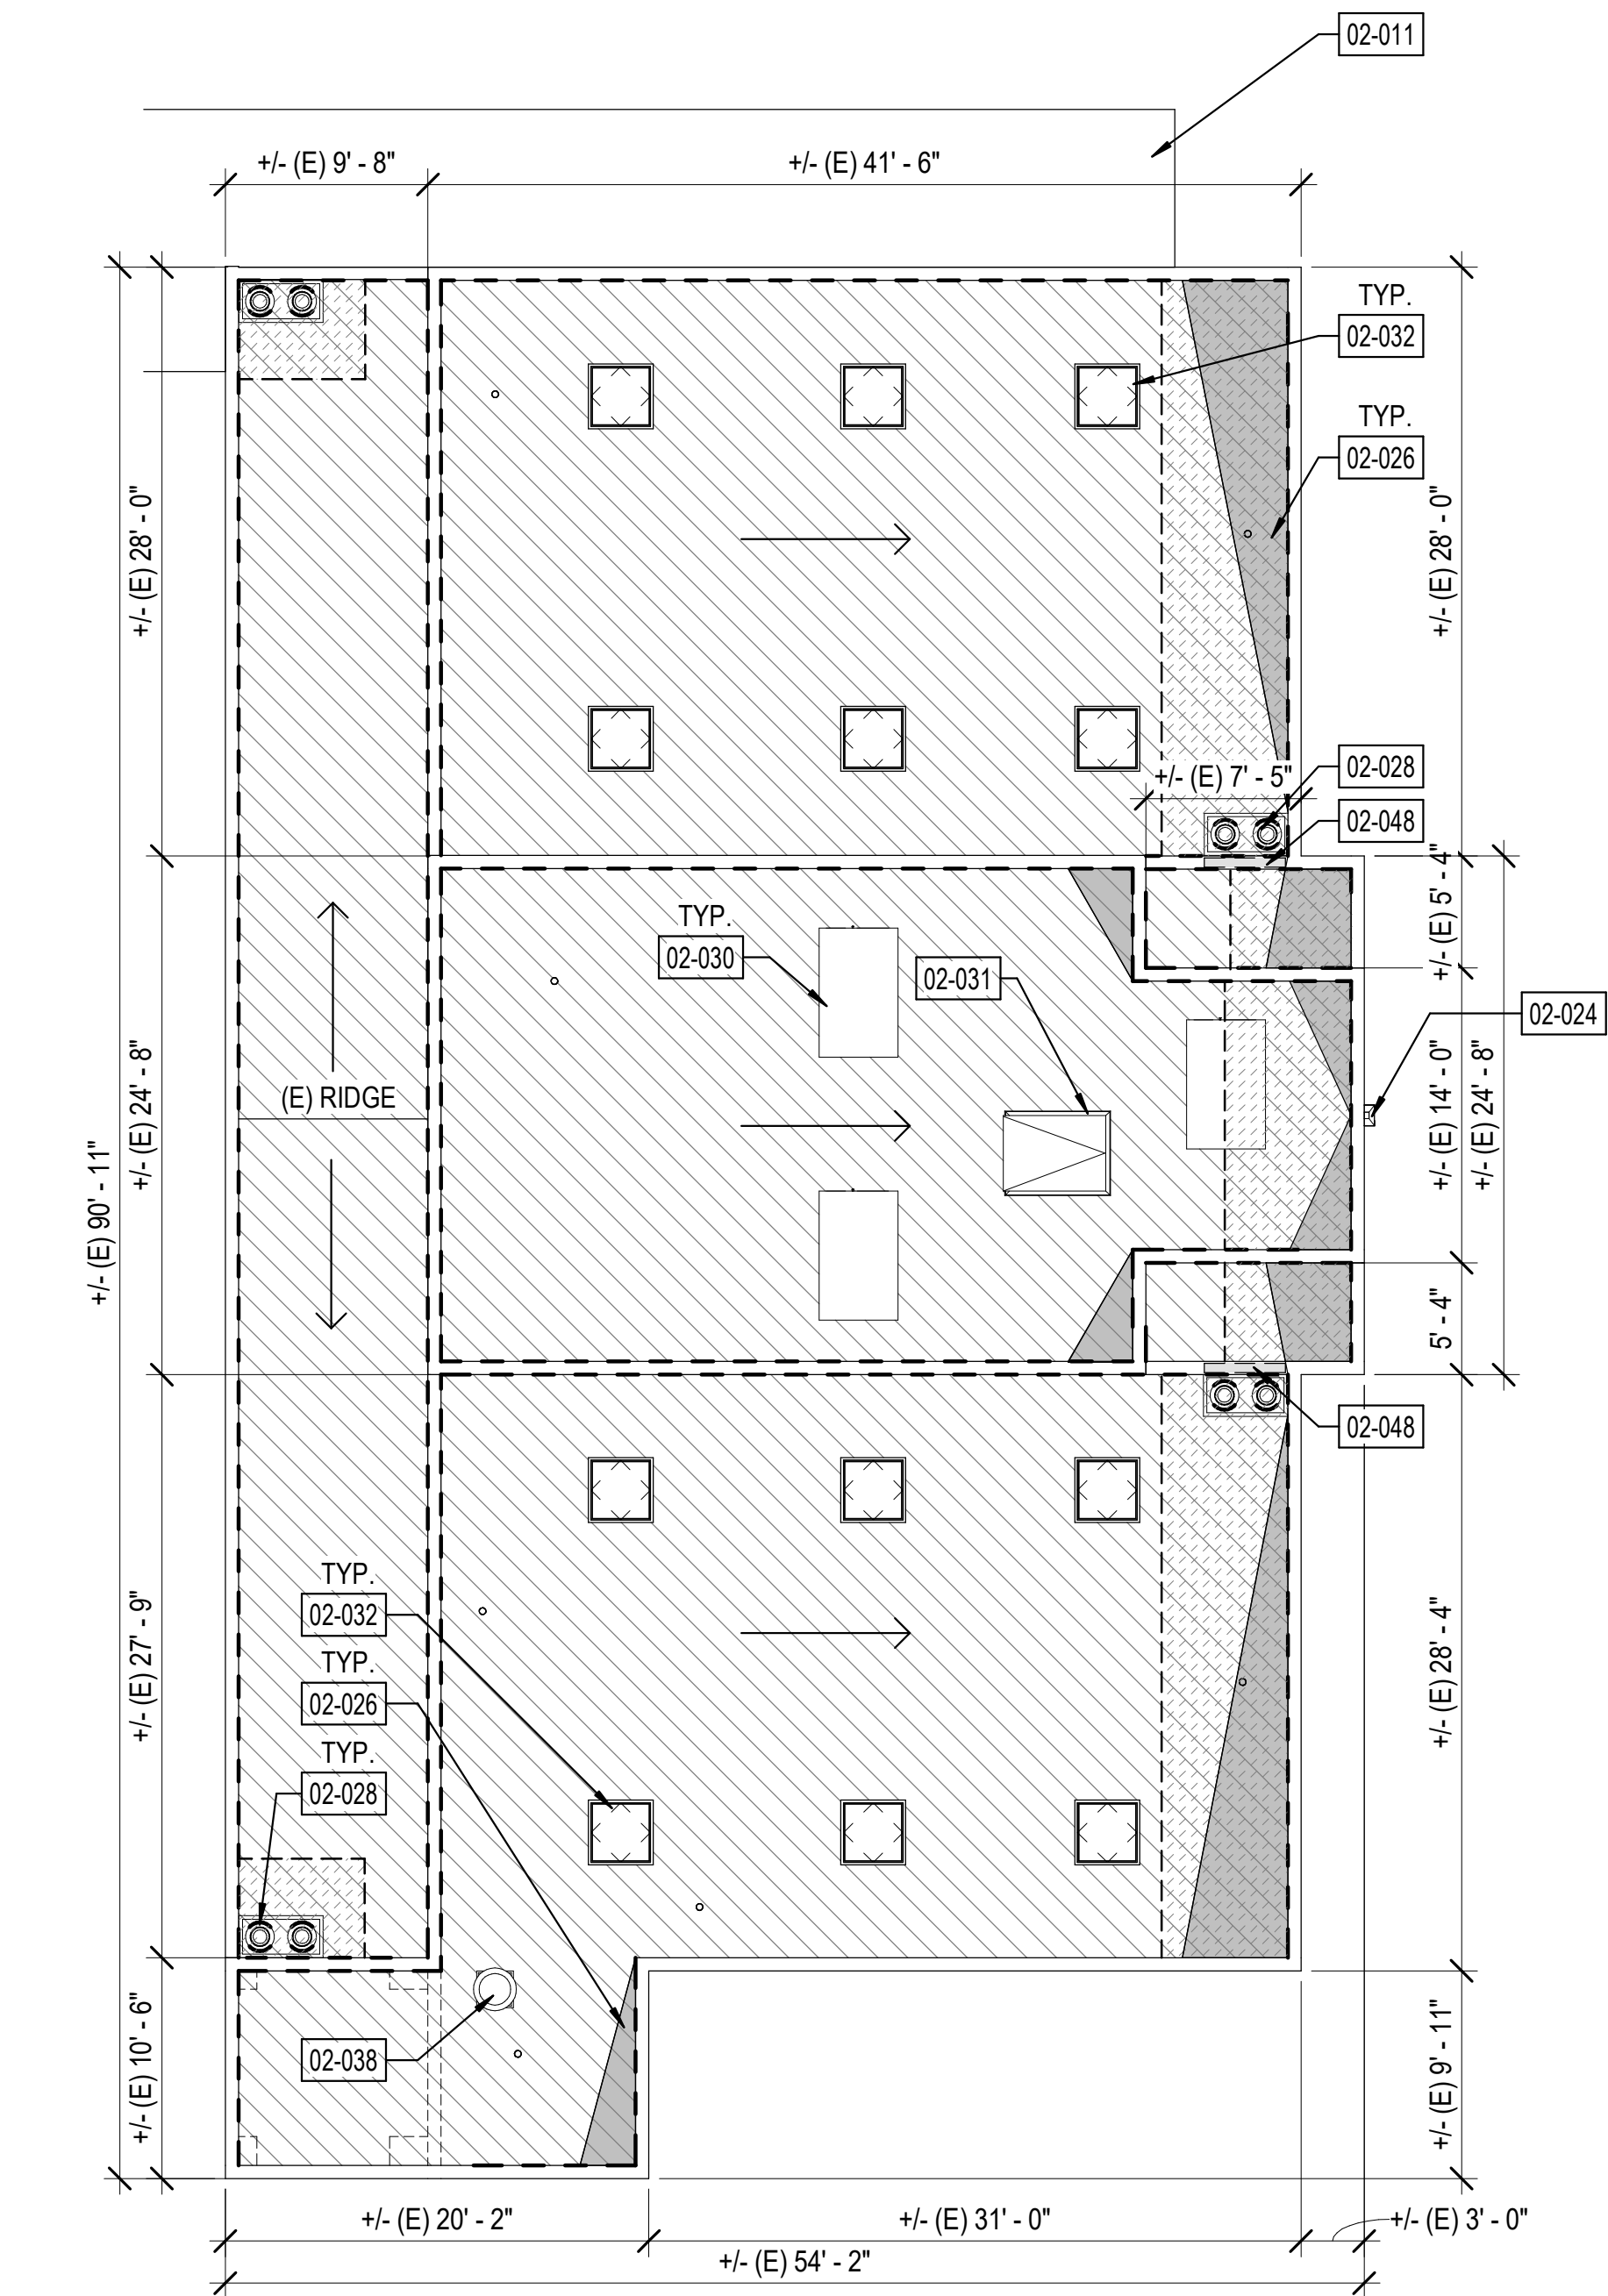 02-011
+/- (E) 9' - 8"
+/- (E) 41' - 6"
TYP.
02-032
TYP.
02-026
+/- (E) 28' - 0"
+/- (E) 28' - 0"
+/- (E) 7' - 5"
02-028
02-048
+/- (E) 5' - 4"
TYP.
02-030
02-031
02-024
(E) RIDGE
+/- (E) 24' - 8"
+/- (E) 14' - 0"
+/- (E) 24' - 8"
+/- (E) 90' - 11"
5' - 4"
02-048
TYP.
02-032
TYP.
02-026
TYP.
02-028
+/- (E) 27' - 9"
+/- (E) 28' - 4"
02-038
+/- (E) 10' - 6"
+/- (E) 9' - 11"
+/- (E) 20' - 2"
+/- (E) 31' - 0"
+/- (E) 3' - 0"
+/- (E) 54' - 2"